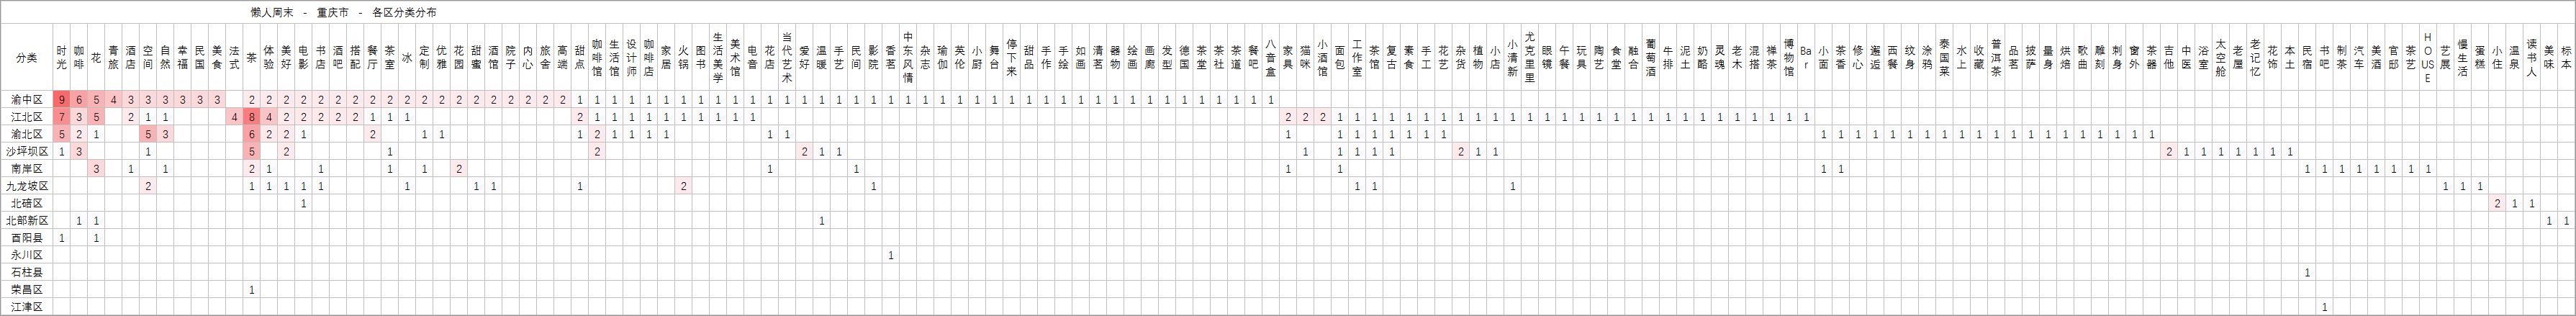 懒人周末 - 重庆市 - 各区分类分布
分类 时光 咖啡 花 青旅 酒店 空间 自然 幸福 民国 美食 法式 茶 体验 美好 电影 书店 酒吧 搭配 餐厅 茶室 冰 定制 优雅 花园 甜蜜 酒馆 院子 内心 旅舍 高端 甜点 咖啡馆 生活馆 设计师 咖啡店 家居 火锅 图书 生活美学 美术馆 电音 花店 当代艺术 爱好 温暖 手艺 民间 影院 香茗 中东风情 杂志 瑜伽 英伦 小厨 舞台 停下来 甜品 手作 手绘 如画 清茗 器物 绘画 画廊 发型 德国 茶堂 茶社 茶道 餐吧 八音盒 家具 猫咪 小酒馆 面包 工作室 茶馆 复古 素食 手工 花艺 杂货 植物 小店 小清新 尤克里里 眼镜 午餐 玩具 陶艺 食堂 融合 葡萄酒 牛排 泥土 奶酪 灵魂 老木 混搭 禅茶 博物馆 Bar 小面 茶香 修心 邂逅 西餐 纹身 涂鸦 泰国菜 水上 收藏 普洱茶 品茗 披萨 量身 烘焙 歌曲 雕刻 刺身 窗外 茶器 吉他 中医 浴室 太空舱 老屋 老记忆 花饰 本土 民宿 书吧 制茶 汽车 美酒 官邸 茶艺 HOUSE 艺展 慢生活 蛋糕 小住 温泉 读书人 美味 标本
渝中区 9 6 5 4 3 3 3 3 3 3 2 2 2 2 2 2 2 2 2 2 2 2 2 2 2 2 2 2 2 1 1 1 1 1 1 1 1 1 1 1 1 1 1 1 1 1 1 1 1 1 1 1 1 1 1 1 1 1 1 1 1 1 1 1 1 1 1 1 1 1
江北区 7 3 5 2 1 1 4 8 4 2 2 2 2 2 1 1 1 2 1 1 1 1 1 1 1 1 1 1 2 2 2 1 1 1 1 1 1 1 1 1 1 1 1 1 1 1 1 1 1 1 1 1 1 1 1 1 1 1 1
渝北区 5 2 1 5 3 6 2 2 1 2 1 1 1 2 1 1 1 1 1 1 1 1 1 1 1 1 1 1 1 1 1 1 1 1 1 1 1 1 1 1 1 1 1 1 1 1 1 1
沙坪坝区 1 3 1 5 2 1 2 2 1 1 1 1 1 1 1 2 1 1 2 1 1 1 1 1 1 1
南岸区 3 1 1 2 1 1 1 1 2 1 1 1 1 1 1 1 1 1 1 1 1 1 1
九龙坡区 2 1 1 1 1 1 1 1 1 1 2 1 1 1 1 1 1 1
北碚区 1 2 1 1
北部新区 1 1 1 1 1
酉阳县 1 1
永川区 1
石柱县 1
荣昌区 1
江津区 1